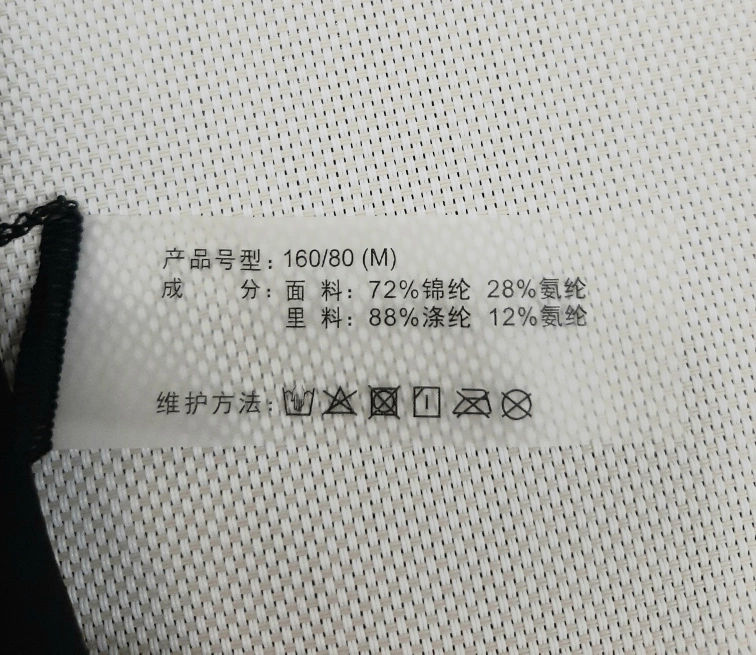 产品号型：160/80 (M)
成 分：面 料：72%锦纶 28%氨纶
里 料：88%涤纶 12%氨纶
维护方法：